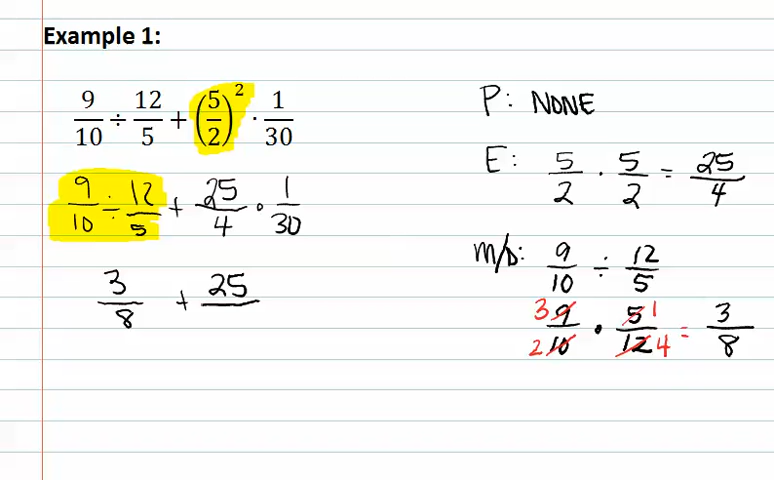 Example 1:
9/10 ÷ 12/5 + (5/2)² · 1/30
9/10 ÷ 12/5 + 25/4 · 1/30
3/8 + 25/
P: NONE
E: 5/2 · 5/2 = 25/4
M/D: 9/10 ÷ 12/5
3 9/2 10 · 5 1/12 4 = 3/8